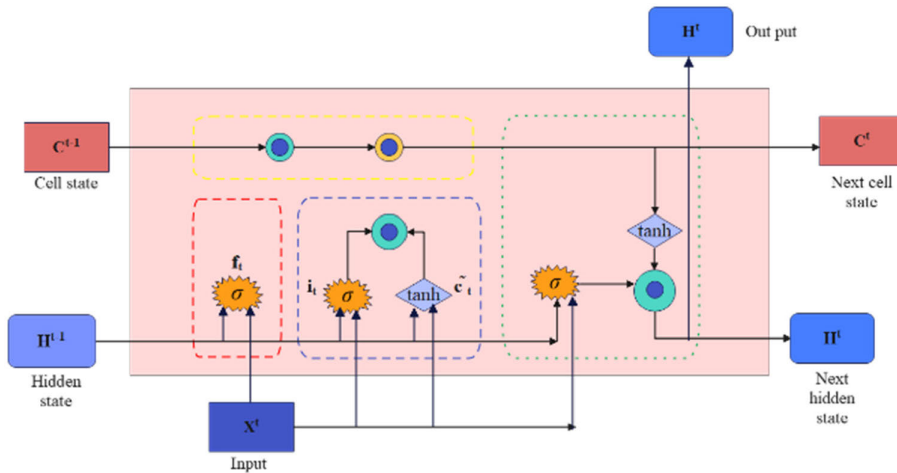 Hᵗ
Out put
Cᵗ⁻¹
Cᵗ
Cell state
Next cell
state
tanh
fₜ
iₜ
c̃ₜ
σ
σ
tanh
σ
Hᵗ⁻¹
Hᵗ
Hidden
state
Next
hidden
state
Xᵗ
Input